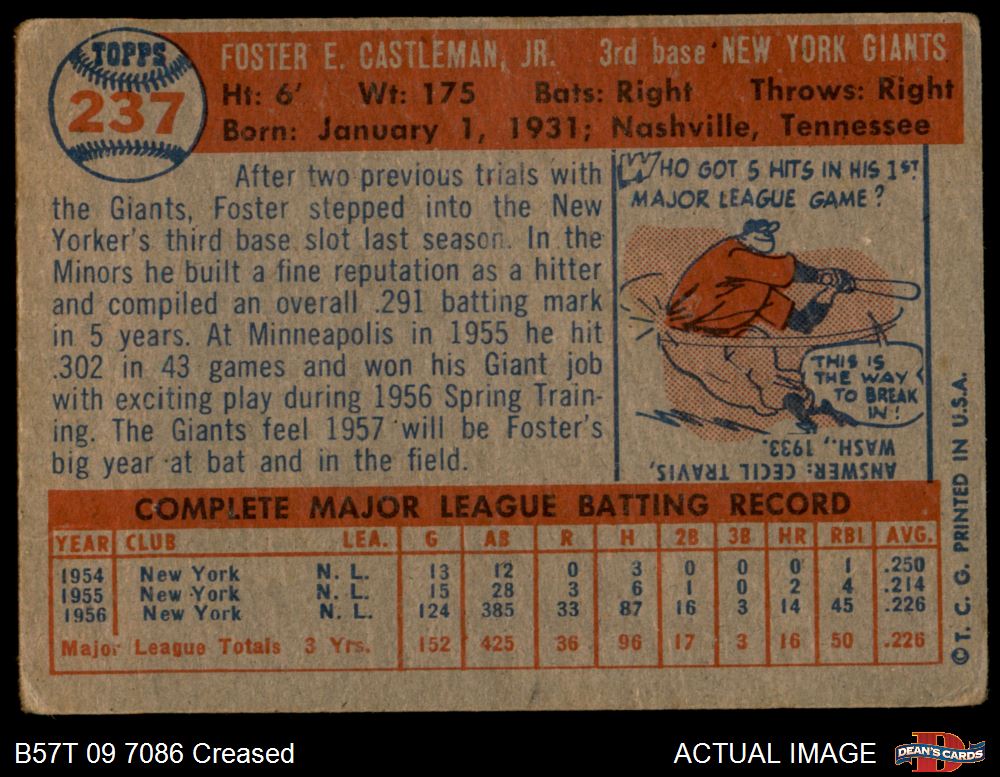 TOPPS
237
FOSTER E. CASTLEMAN, JR. 3rd base NEW YORK GIANTS
Ht: 6' Wt: 175 Bats: Right Throws: Right
Born: January 1, 1931; Nashville, Tennessee
After two previous trials with
the Giants, Foster stepped into the New
Yorker's third base slot last season. In the
Minors he built a fine reputation as a hitter
and compiled an overall .291 batting mark
in 5 years. At Minneapolis in 1955 he hit
.302 in 43 games and won his Giant job
with exciting play during 1956 Spring Train-
ing. The Giants feel 1957 will be Foster's
big year at bat and in the field.
WHO GOT 5 HITS IN HIS 1ST
MAJOR LEAGUE GAME?
THIS IS
THE WAY
TO BREAK
IN!
ANSWER: CECIL TRAVIS,
WASH., 1933.
COMPLETE MAJOR LEAGUE BATTING RECORD
YEAR CLUB LEA. G AB R H 2B 3B HR RBI AVG.
1954 New York N. L. 13 12 0 3 0 0 0 1 .250
1955 New York N. L. 15 28 3 6 1 0 2 4 .214
1956 New York N. L. 124 385 33 87 16 3 14 45 .226
Major League Totals 3 Yrs. 152 425 36 96 17 3 16 50 .226
© T. C. G. PRINTED IN U.S.A.
B57T 09 7086 Creased
ACTUAL IMAGE
DEAN'S CARDS